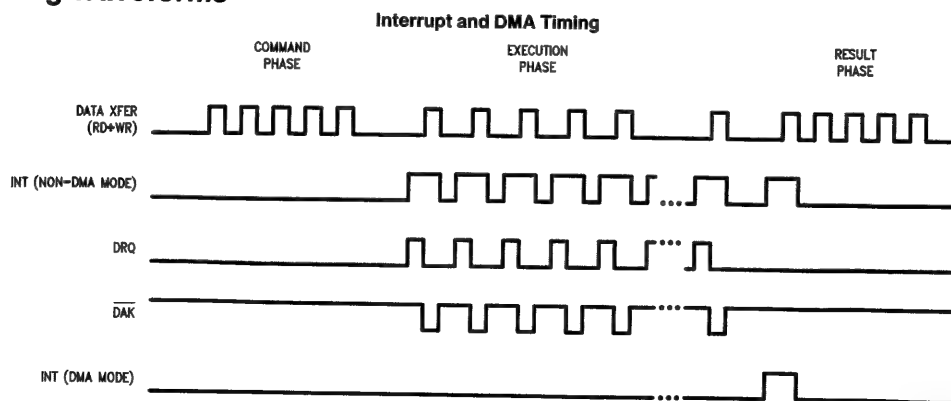 Interrupt and DMA Timing
COMMAND
PHASE
EXECUTION
PHASE
RESULT
PHASE
DATA XFER
(RD+WR)
INT (NON-DMA MODE)
DRQ
DAK
INT (DMA MODE)